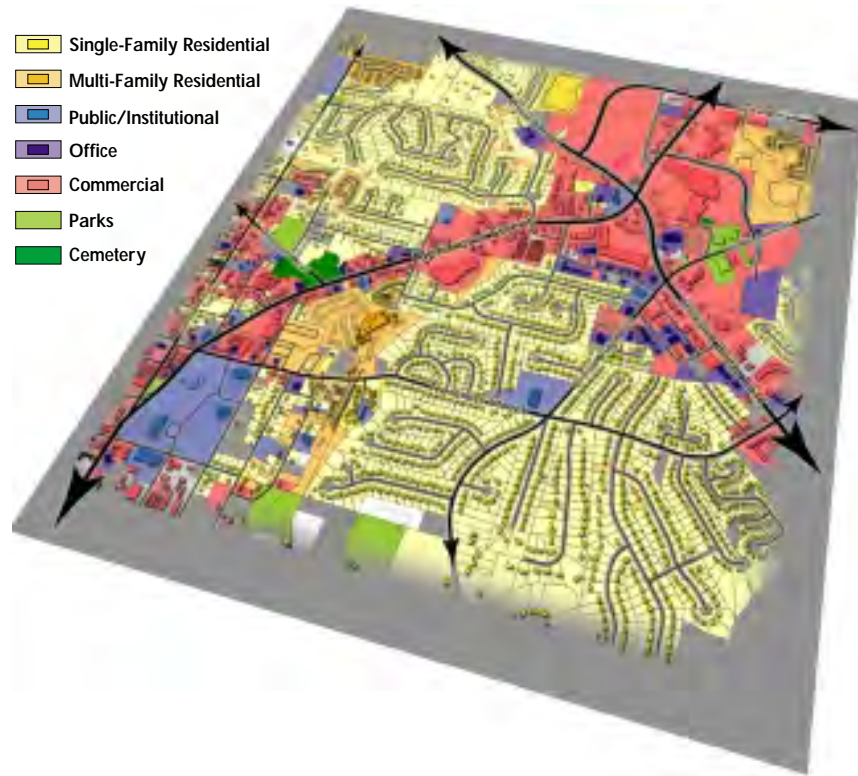 Single-Family Residential
Multi-Family Residential
Public/Institutional
Office
Commercial
Parks
Cemetery